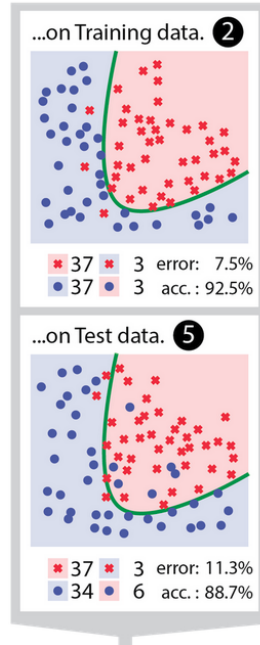 ...on Training data. 2
37 3 error: 7.5%
37 3 acc.: 92.5%
...on Test data. 5
37 3 error: 11.3%
34 6 acc.: 88.7%